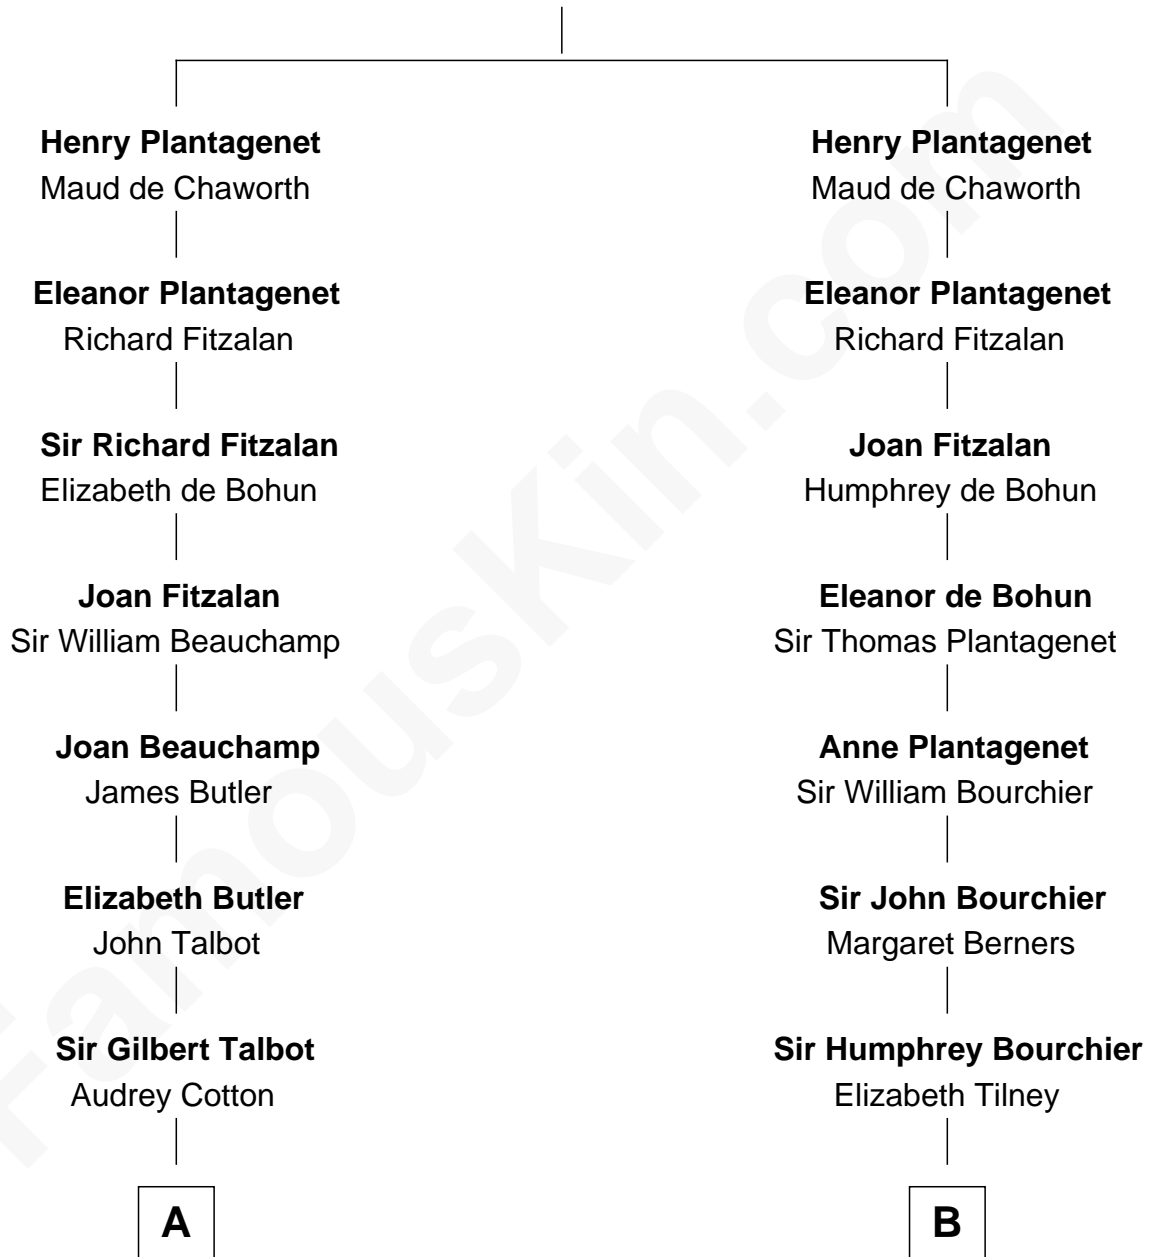 Henry Plantagenet
Maud de Chaworth
Eleanor Plantagenet
Richard Fitzalan
Sir Richard Fitzalan
Elizabeth de Bohun
Joan Fitzalan
Sir William Beauchamp
Joan Beauchamp
James Butler
Elizabeth Butler
John Talbot
Sir Gilbert Talbot
Audrey Cotton
A
Henry Plantagenet
Maud de Chaworth
Eleanor Plantagenet
Richard Fitzalan
Joan Fitzalan
Humphrey de Bohun
Eleanor de Bohun
Sir Thomas Plantagenet
Anne Plantagenet
Sir William Bourchier
Sir John Bourchier
Margaret Berners
Sir Humphrey Bourchier
Elizabeth Tilney
B
FamousKin.com